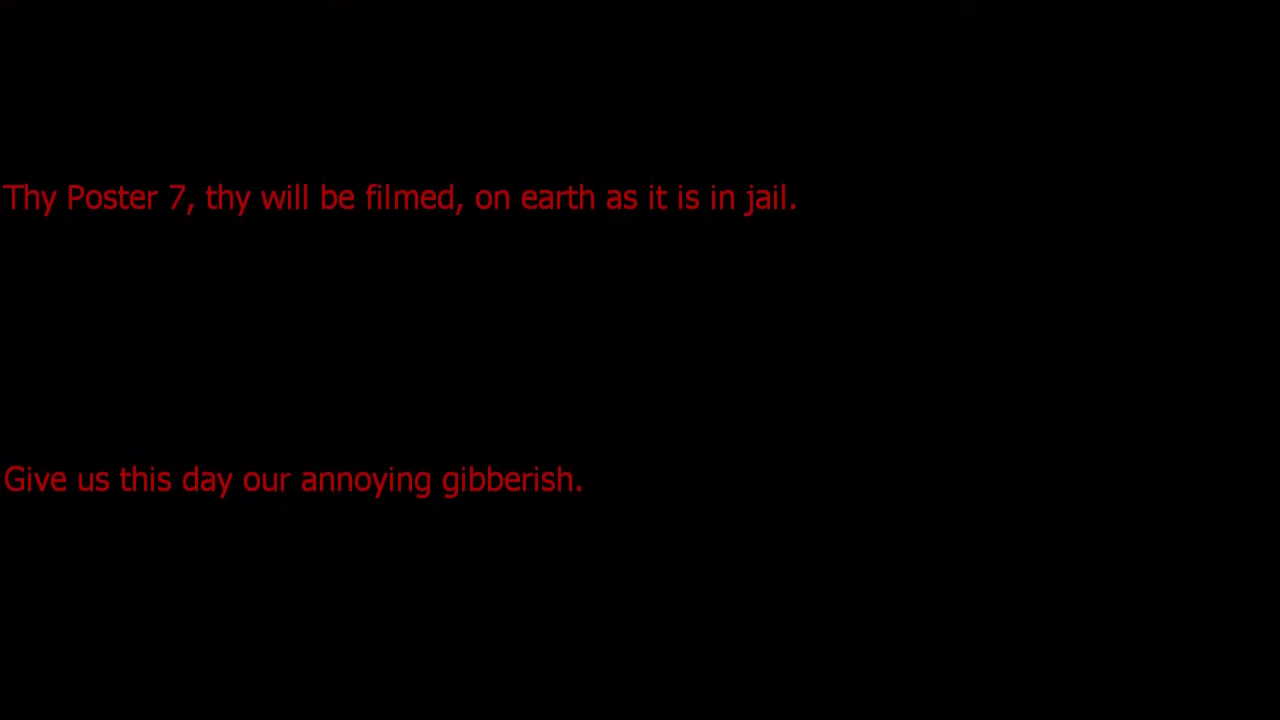 Thy Poster 7, thy will be filmed, on earth as it is in jail.
Give us this day our annoying gibberish.